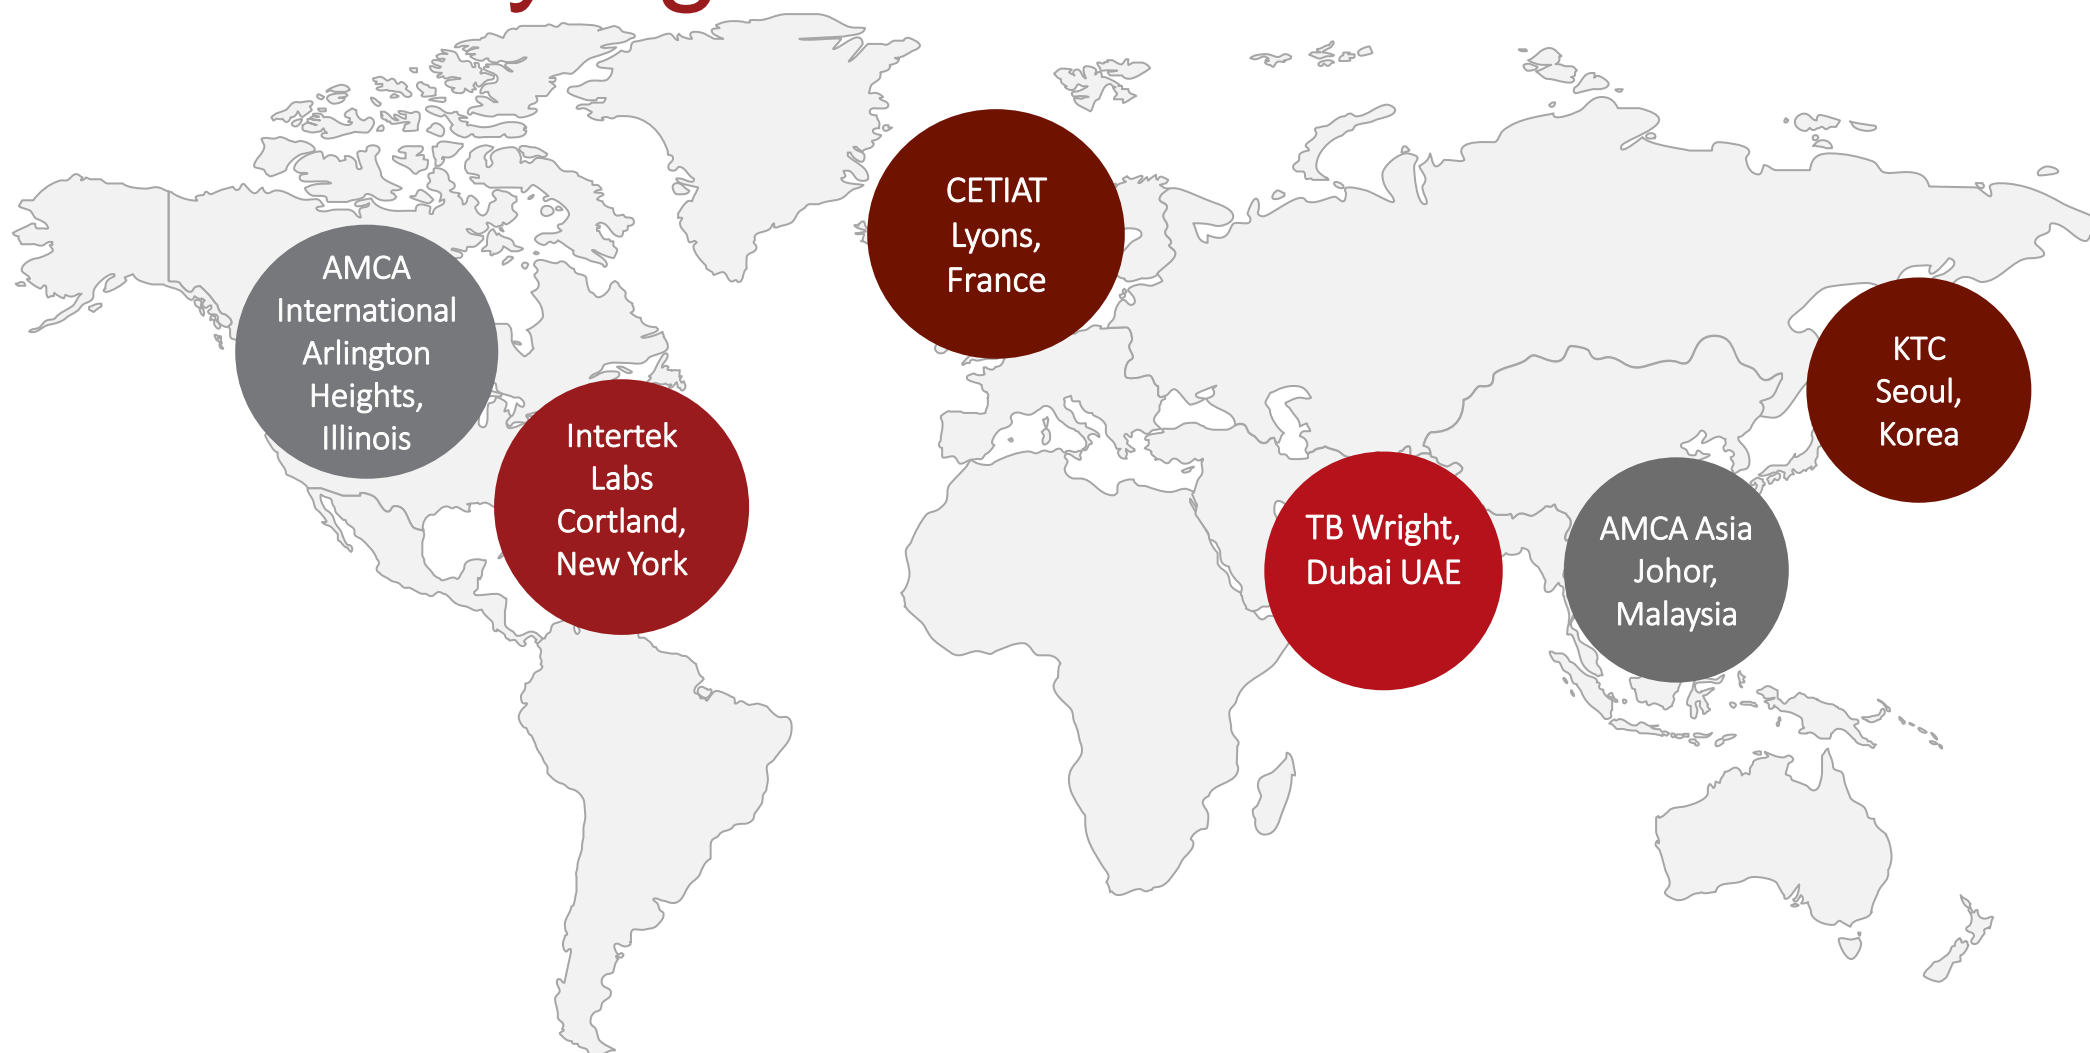 AMCA
International
Arlington
Heights,
Illinois
Intertek
Labs
Cortland,
New York
CETIAT
Lyons,
France
TB Wright,
Dubai UAE
AMCA Asia
Johor,
Malaysia
KTC
Seoul,
Korea